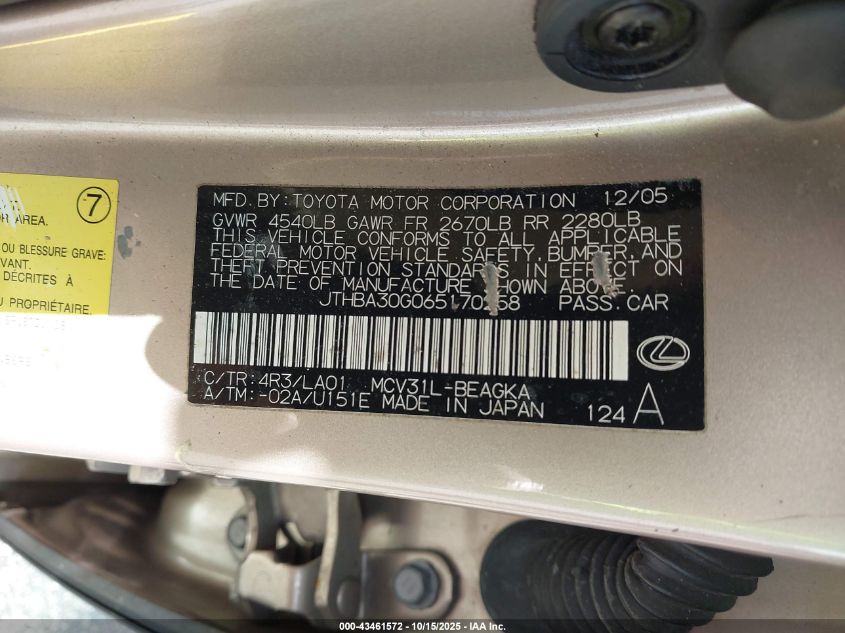 7
R AREA.
OU BLESSURE GRAVE:
VANT.
DÉCRITES À
U PROPRIÉTAIRE.
MFD. BY: TOYOTA MOTOR CORPORATION 12/05
GVWR 4540LB GAWR FR 2670LB RR 2280LB
THIS VEHICLE CONFORMS TO ALL APPLICABLE
FEDERAL MOTOR VEHICLE SAFETY, BUMPER, AND
THEFT PREVENTION STANDARDS IN EFFECT ON
THE DATE OF MANUFACTURE SHOWN ABOVE.
JTHBA30G065170258 PASS. CAR
C/TR: 4R3/LA01 MCV31L-BEAGKA
A/TM: -02A/U151E MADE IN JAPAN
124 A
000-43461572 - 10/15/2025 - IAA Inc.